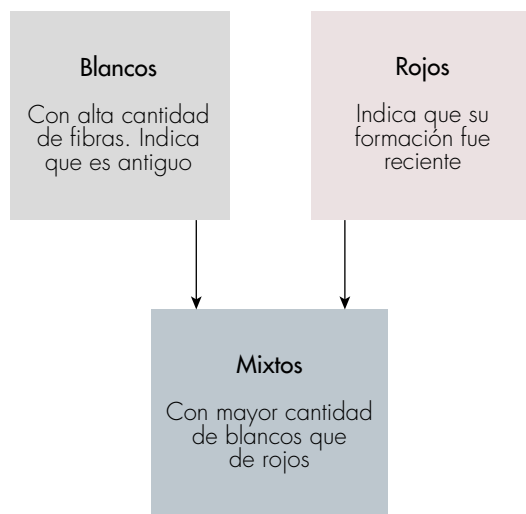 Blancos
Con alta cantidad
de fibras. Indica
que es antiguo
Rojos
Indica que su
formación fue
reciente
Mixtos
Con mayor cantidad
de blancos que
de rojos